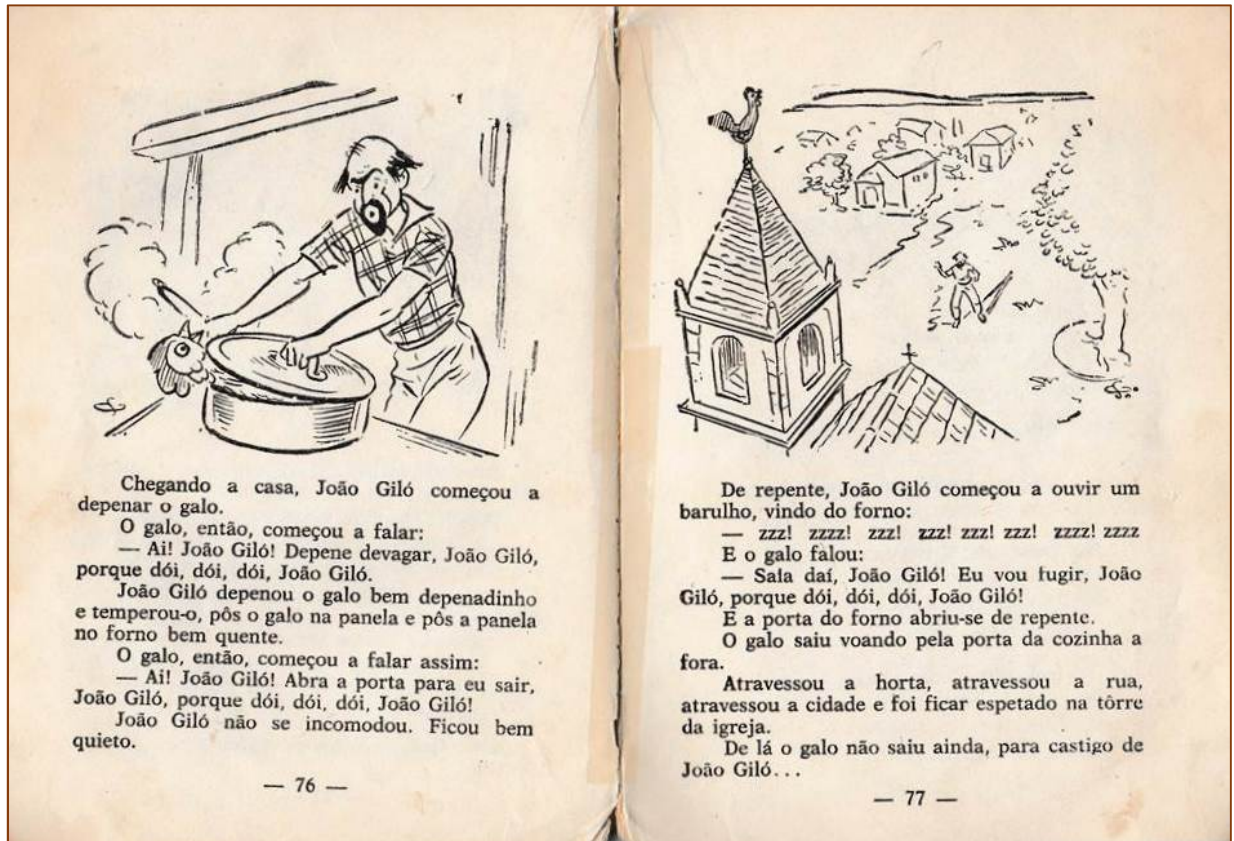 Chegando a casa, João Giló começou a
depenar o galo.
O galo, então, começou a falar:
— Ai! João Giló! Depene devagar, João Giló,
porque dói, dói, dói, João Giló.
João Giló depenou o galo bem depenadinho
e temperou-o, pôs o galo na panela e pôs a panela
no forno bem quente.
O galo, então, começou a falar assim:
— Ai! João Giló! Abra a porta para eu sair,
João Giló, porque dói, dói, dói, João Giló!
João Giló não se incomodou. Ficou bem
quieto.
— 76 —
De repente, João Giló começou a ouvir um
barulho, vindo do forno:
— zzz! zzzz! zzz! zzz! zzz! zzz! zzzz! zzzz
E o galo falou:
— Saia daí, João Giló! Eu vou fugir, João
Giló, porque dói, dói, dói, João Giló!
E a porta do forno abriu-se de repente.
O galo saiu voando pela porta da cozinha a
fora.
Atravessou a horta, atravessou a rua,
atravessou a cidade e foi ficar espetado na tôrre
da igreja.
De lá o galo não saiu ainda, para castigo de
João Giló...
— 77 —